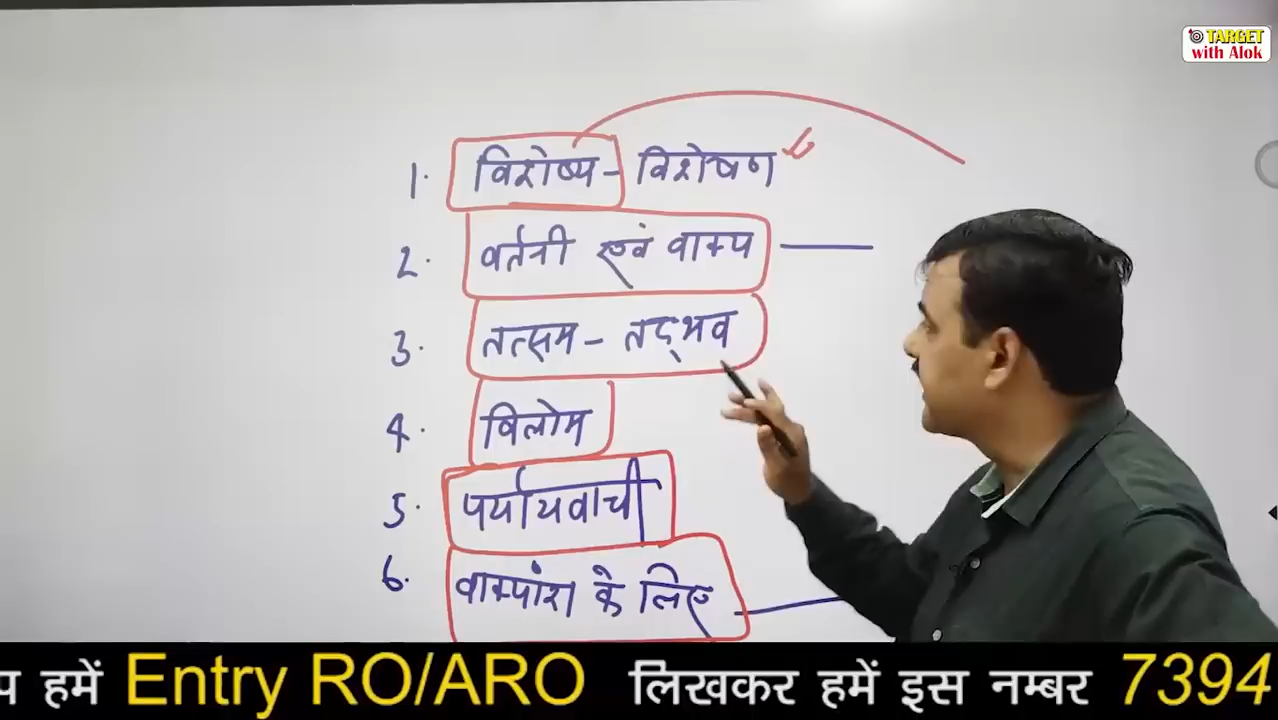 TARGET
with Alok
1. विशेष्य - विशेषण
2. वर्तनी एवं वाक्य
3. तत्सम - तद्भव
4. विलोम
5. पर्यायवाची
6. वाक्यांश के लिए
प हमें Entry RO/ARO लिखकर हमें इस नम्बर 7394